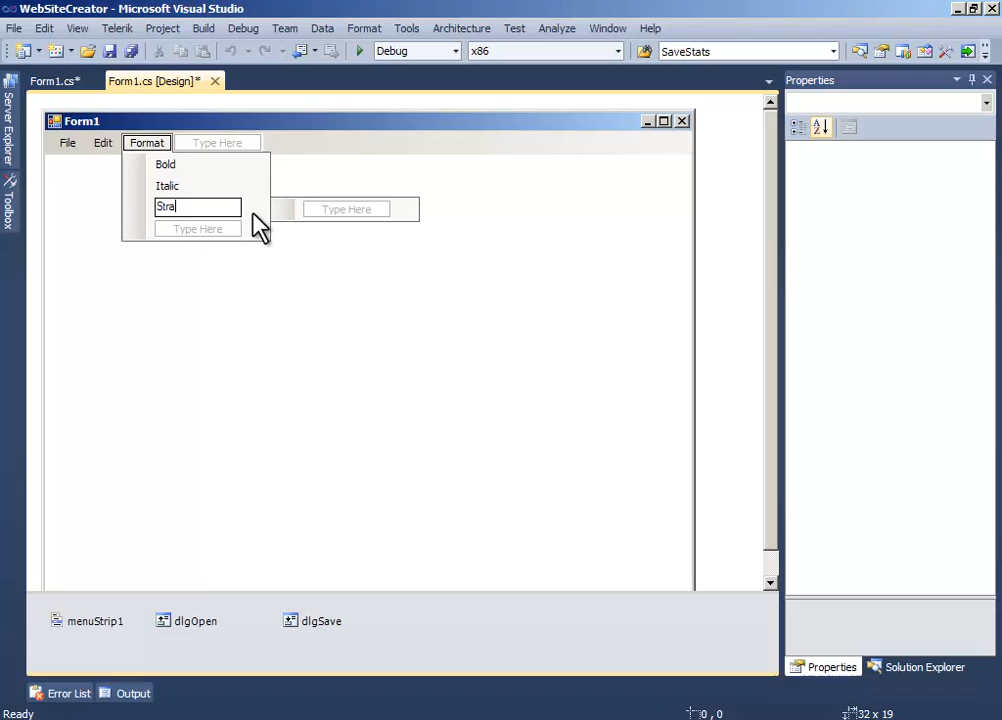 WebSiteCreator - Microsoft Visual Studio
File Edit View Telerik Project Build Debug Team Data Format Tools Architecture Test Analyze Window Help
Debug x86 SaveStats
Form1.cs* Form1.cs [Design]* Properties
Server Explorer
Toolbox
Form1
File Edit Format Type Here
Bold
Italic
Stra Type Here
Type Here
menuStrip1 dlgOpen dlgSave
Properties Solution Explorer
Error List Output
Ready 0 , 0 32 x 19